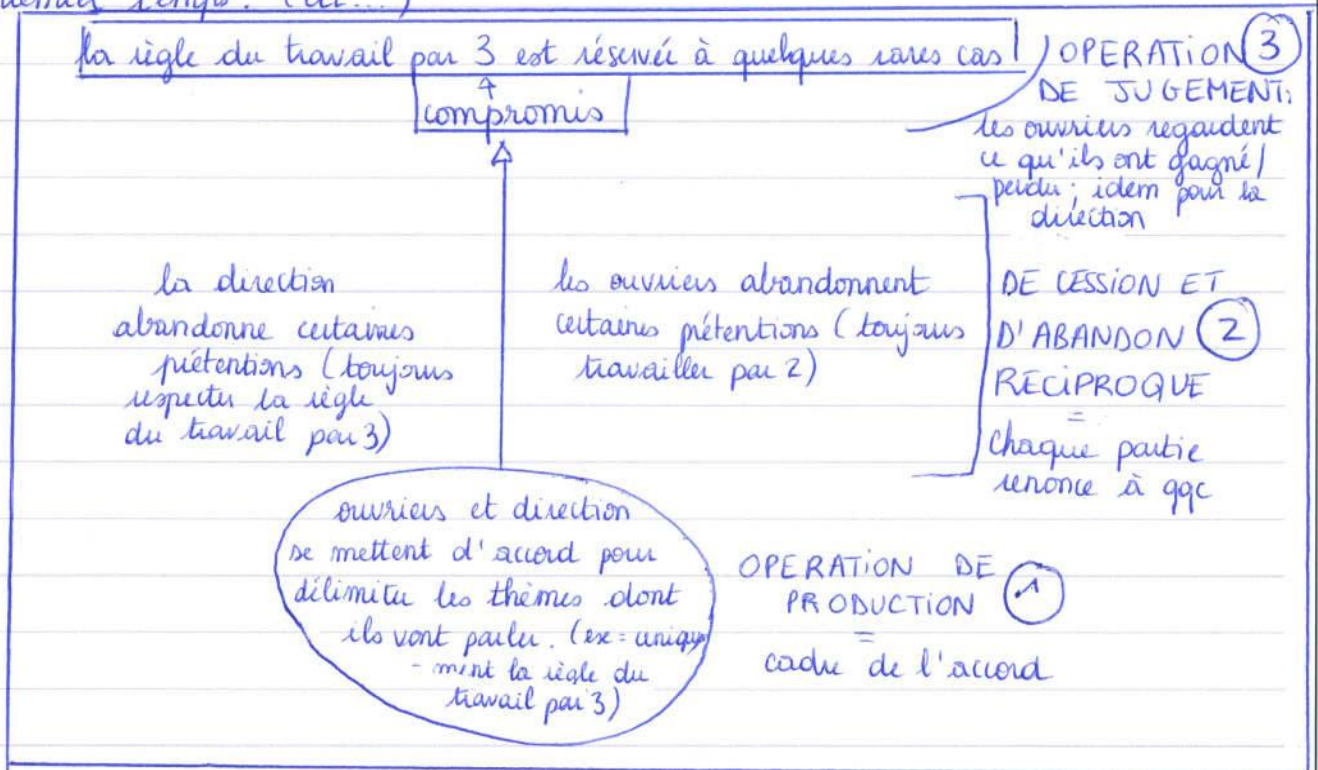 la règle du travail par 3 est réservée à quelques rares cas
compromis
OPERATION 3
DE JUGEMENT:
les ouvriers regardent
ce qu'ils ont gagné/
perdu ; idem pour la
direction
la direction
abandonne certaines
prétentions (toujours
respecter la règle
du travail par 3)
les ouvriers abandonnent
certaines prétentions (toujours
travailler par 2)
DE CESSION ET
D'ABANDON 2
RECIPROQUE
=
chaque partie
renonce à qqc
ouvriers et direction
se mettent d'accord pour
délimiter les thèmes dont
ils vont parler. (ex = unique
- ment la règle du
travail par 3)
OPERATION DE
PRODUCTION 1
=
cadre de l'accord